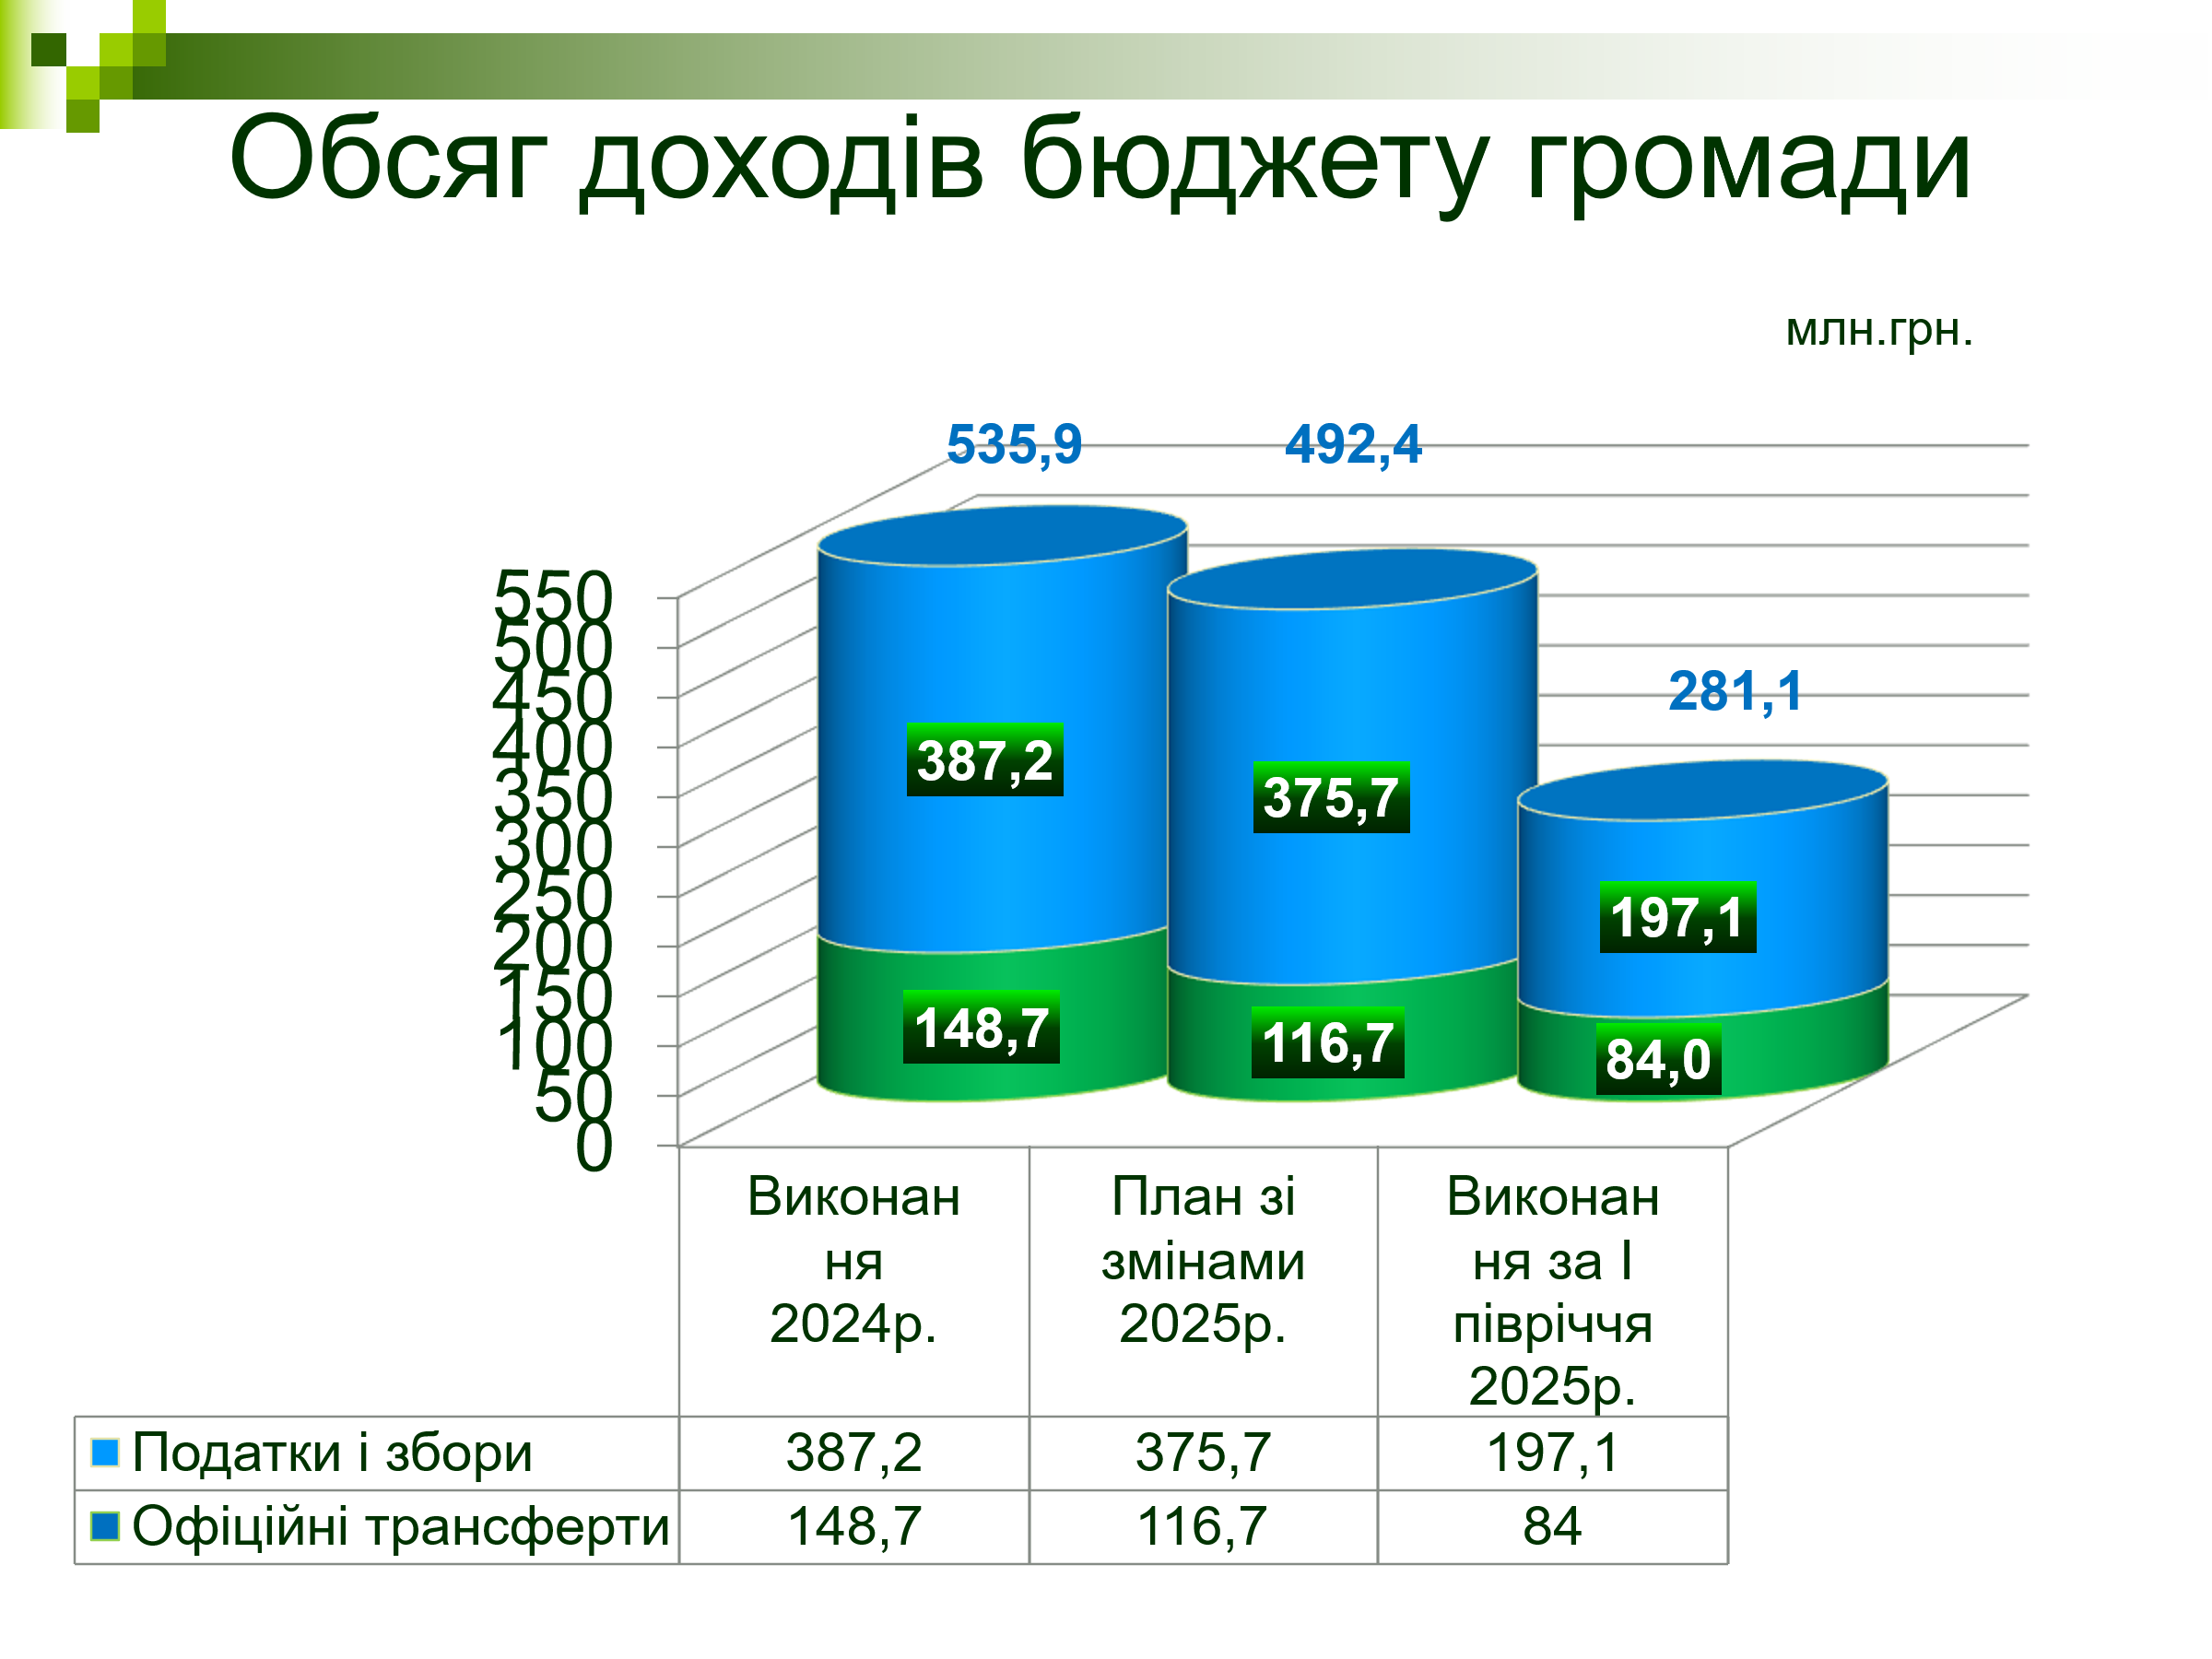 Обсяг доходів бюджету громади
млн.грн.
535,9
492,4
281,1
550
500
450
400
350
300
250
200
150
100
50
0
387,2
375,7
197,1
148,7
116,7
84,0
Виконан
ня
2024р.
План зі
змінами
2025р.
Виконан
ня за І
півріччя
2025р.
Податки і збори 387,2 375,7 197,1
Офіційні трансферти 148,7 116,7 84